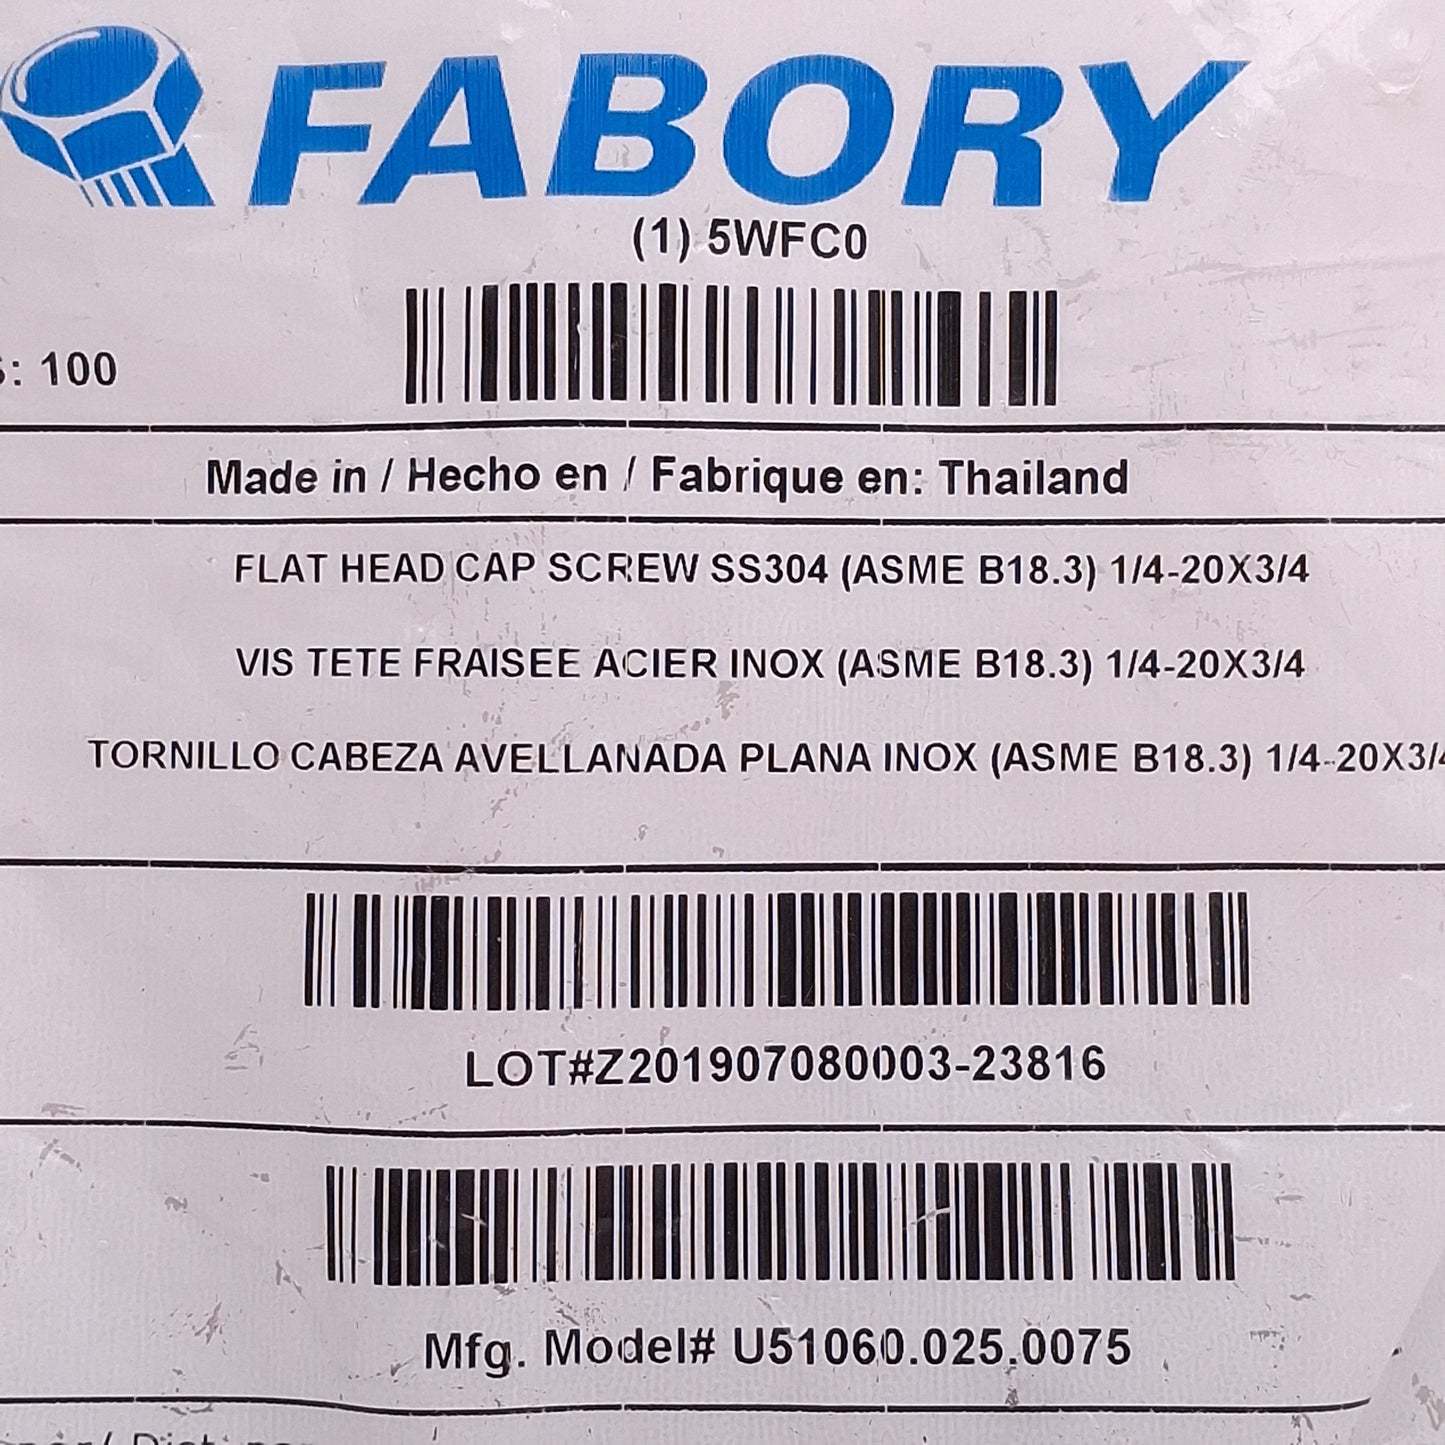 FABORY
(1) 5WFC0
: 100
Made in / Hecho en / Fabrique en: Thailand
FLAT HEAD CAP SCREW SS304 (ASME B18.3) 1/4-20X3/4
VIS TETE FRAISEE ACIER INOX (ASME B18.3) 1/4-20X3/4
TORNILLO CABEZA AVELLANADA PLANA INOX (ASME B18.3) 1/4-20X3/4
LOT#Z201907080003-23816
Mfg. Model# U51060.025.0075